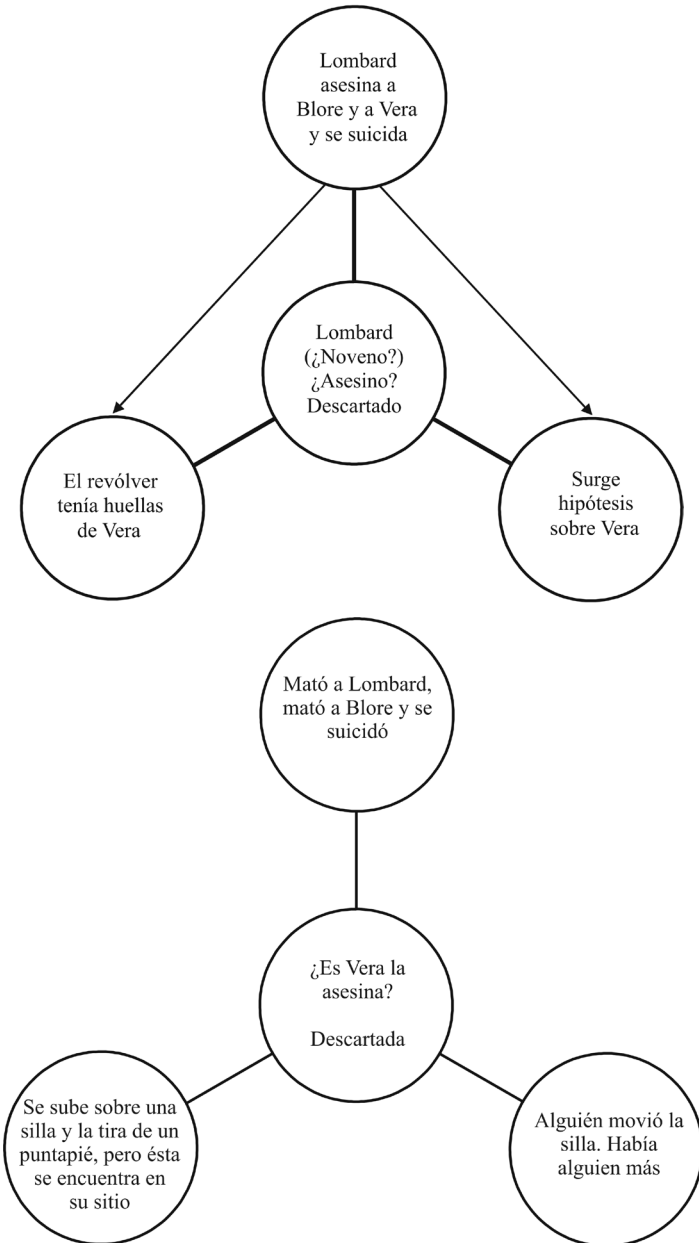 Lombard
asesina a
Blore y a Vera
y se suicida
Lombard
(¿Noveno?)
¿Asesino?
Descartado
El revólver
tenía huellas
de Vera
Surge
hipótesis
sobre Vera
Mató a Lombard,
mató a Blore y se
suicidó
¿Es Vera la
asesina?
Descartada
Se sube sobre una
silla y la tira de un
puntapié, pero ésta
se encuentra en
su sitio
Alguién movió la
silla. Había
alguien más